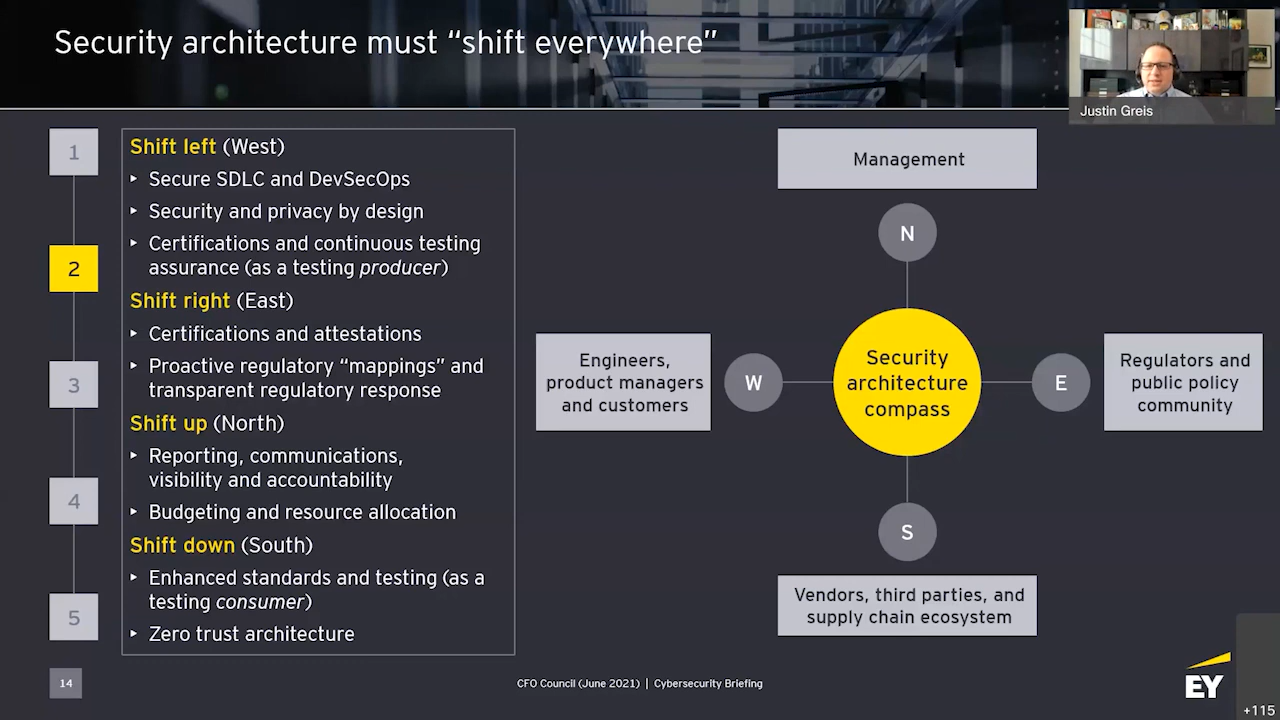 Security architecture must “shift everywhere”
Justin Greis
1
2
3
4
5
Shift left (West)
‣ Secure SDLC and DevSecOps
‣ Security and privacy by design
‣ Certifications and continuous testing
assurance (as a testing producer)
Shift right (East)
‣ Certifications and attestations
‣ Proactive regulatory “mappings” and
transparent regulatory response
Shift up (North)
‣ Reporting, communications,
visibility and accountability
‣ Budgeting and resource allocation
Shift down (South)
‣ Enhanced standards and testing (as a
testing consumer)
‣ Zero trust architecture
Management
N
Engineers,
product managers
and customers
W
Security
architecture
compass
E
Regulators and
public policy
community
S
Vendors, third parties, and
supply chain ecosystem
14
CFO Council (June 2021) | Cybersecurity Briefing
EY
+115